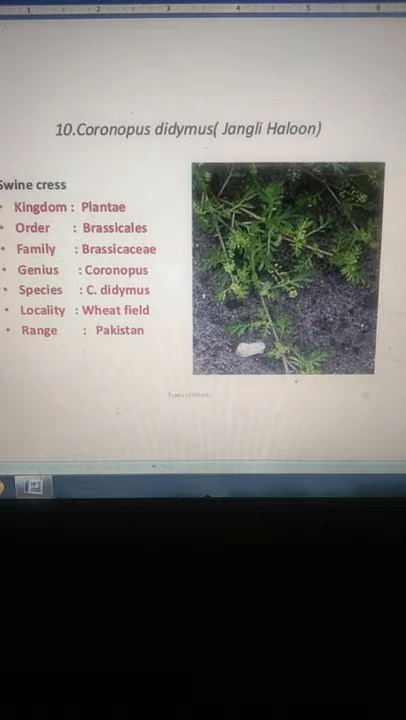 10.Coronopus didymus( Jangli Haloon)
Swine cress
• Kingdom : Plantae
• Order : Brassicales
• Family : Brassicaceae
• Genius : Coronopus
• Species : C. didymus
• Locality : Wheat field
• Range : Pakistan